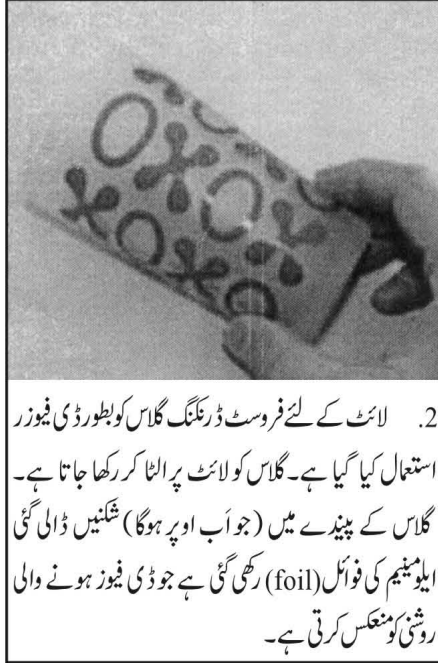 2. لائٹ کے لئے فروسٹ ڈرنکنگ گلاس کو بطور ڈی فیوزر
استعمال کیا گیا ہے۔ گلاس کو لائٹ پر الٹا کر رکھا جاتا ہے۔
گلاس کے پیندے میں (جو اَب اوپر ہوگا) شکنیں ڈالی گئی
ایلومینیم کی فوائل (foil) رکھی گئی ہے جو ڈی فیوز ہونے والی
روشنی کو منعکس کرتی ہے۔